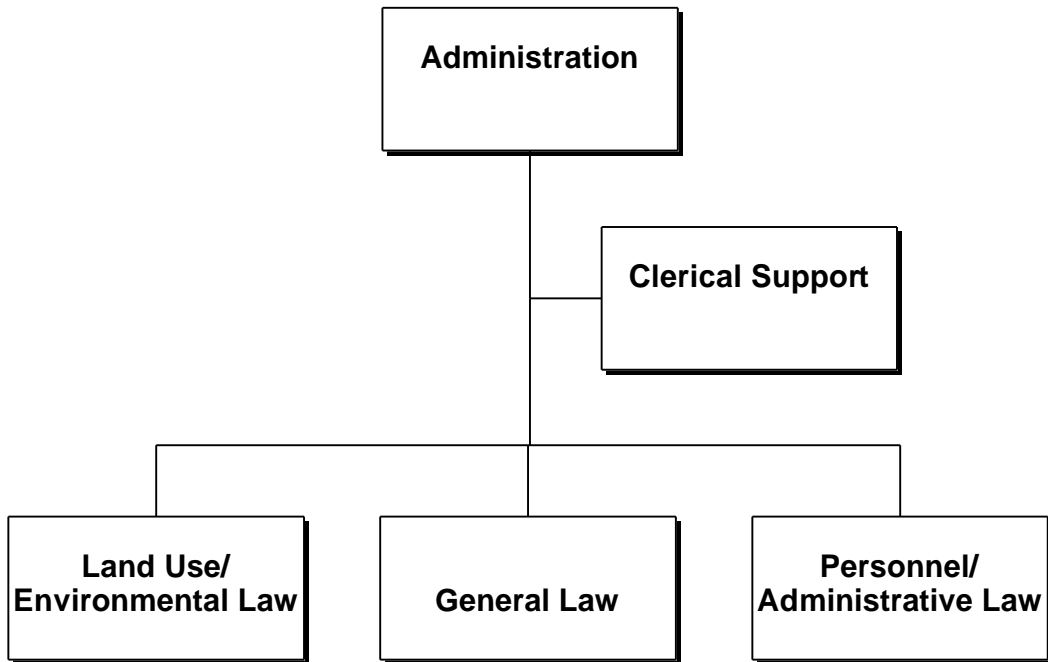 Administration
Clerical Support
Land Use/
Environmental Law
General Law
Personnel/
Administrative Law